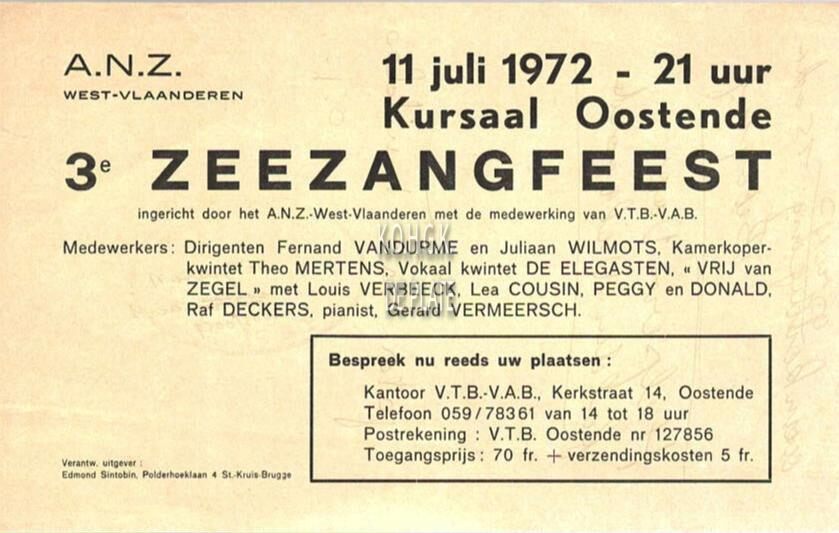 A.N.Z.
WEST-VLAANDEREN
11 juli 1972 - 21 uur
Kursaal Oostende
3e ZEEZANGFEEST
ingericht door het A.N.Z.-West-Vlaanderen met de medewerking van V.T.B.-V.A.B.
Medewerkers: Dirigenten Fernand VANDURME en Juliaan WILMOTS, Kamerkoper-
kwintet Theo MERTENS, Vokaal kwintet DE ELEGASTEN, « VRIJ van
ZEGEL » met Louis VERBEECK, Lea COUSIN, PEGGY en DONALD,
Raf DECKERS, pianist, Gerard VERMEERSCH.
Bespreek nu reeds uw plaatsen :
Kantoor V.T.B.-V.A.B., Kerkstraat 14, Oostende
Telefoon 059/78361 van 14 tot 18 uur
Postrekening : V.T.B. Oostende nr 127856
Toegangsprijs : 70 fr. + verzendingskosten 5 fr.
Verantw. uitgever :
Edmond Sintobin, Polderhoeklaan 4 St.-Kruis-Brugge